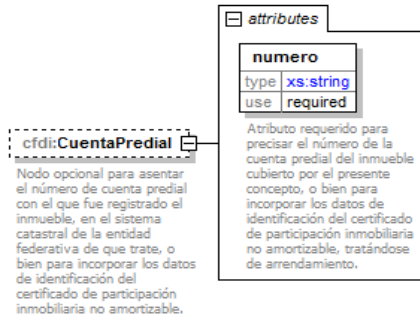 attributes
numero
type xs:string
use required
Atributo requerido para
precisar el número de la
cuenta predial del inmueble
cubierto por el presente
concepto, o bien para
incorporar los datos de
identificación del certificado
de participación inmobiliaria
no amortizable, tratándose
de arrendamiento.
cfdi:CuentaPredial
Nodo opcional para asentar
el número de cuenta predial
con el que fue registrado el
inmueble, en el sistema
catastral de la entidad
federativa de que trate, o
bien para incorporar los datos
de identificación del
certificado de participación
inmobiliaria no amortizable.